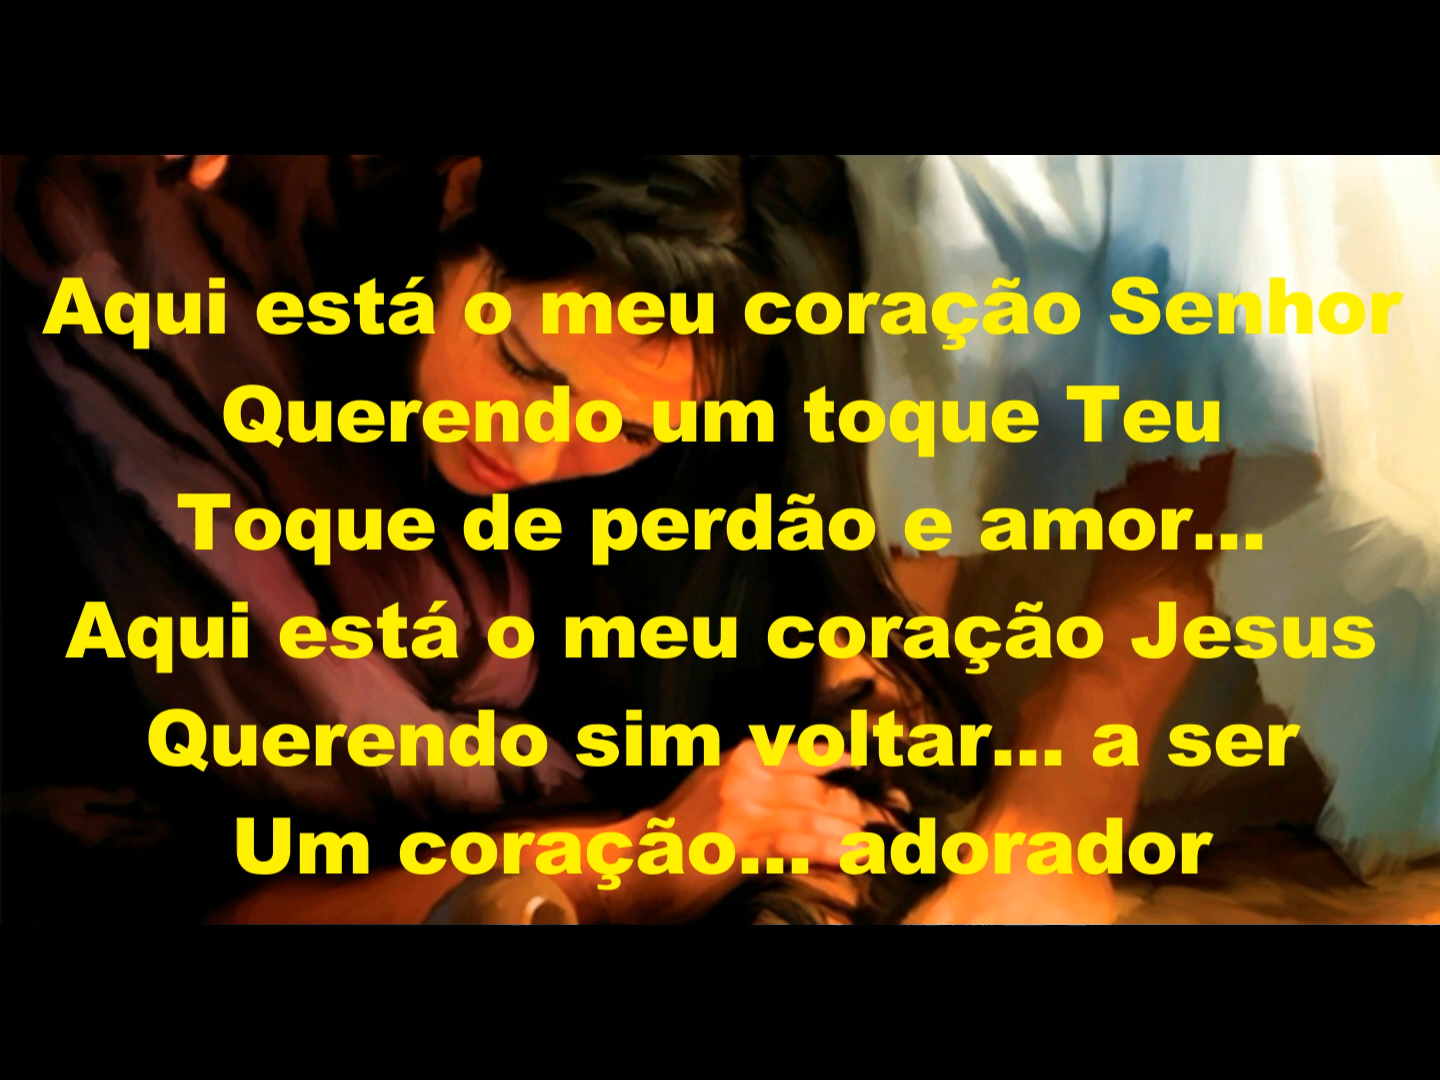 Aqui está o meu coração Senhor
Querendo um toque Teu
Toque de perdão e amor...
Aqui está o meu coração Jesus
Querendo sim voltar... a ser
Um coração... adorador